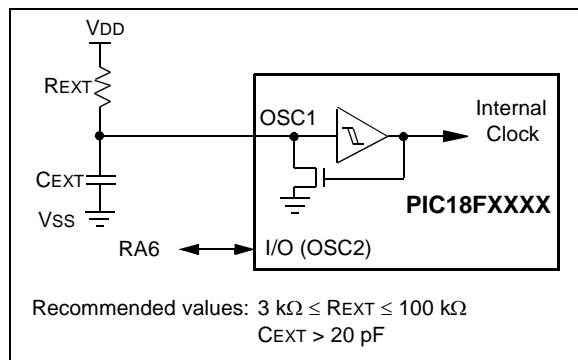 VDD
REXT
OSC1
Internal
Clock
CEXT
PIC18FXXXX
VSS
RA6
I/O (OSC2)
Recommended values: 3 kΩ ≤ REXT ≤ 100 kΩ
CEXT > 20 pF